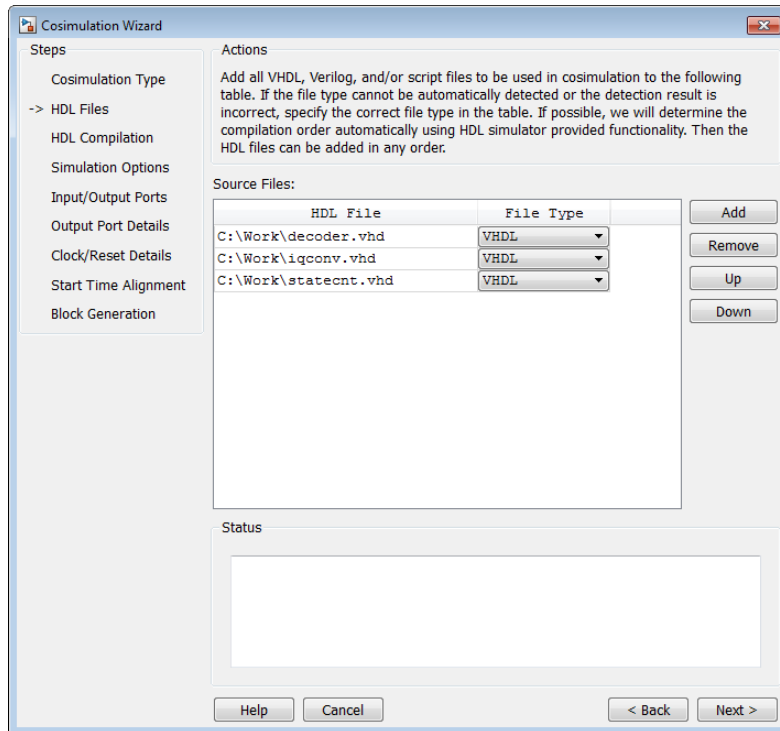 Cosimulation Wizard
Steps
Cosimulation Type
-> HDL Files
HDL Compilation
Simulation Options
Input/Output Ports
Output Port Details
Clock/Reset Details
Start Time Alignment
Block Generation
Actions
Add all VHDL, Verilog, and/or script files to be used in cosimulation to the following
table. If the file type cannot be automatically detected or the detection result is
incorrect, specify the correct file type in the table. If possible, we will determine the
compilation order automatically using HDL simulator provided functionality. Then the
HDL files can be added in any order.
Source Files:
HDL File File Type
C:\Work\decoder.vhd VHDL
C:\Work\iqconv.vhd VHDL
C:\Work\statecnt.vhd VHDL
Add
Remove
Up
Down
Status
Help Cancel < Back Next >